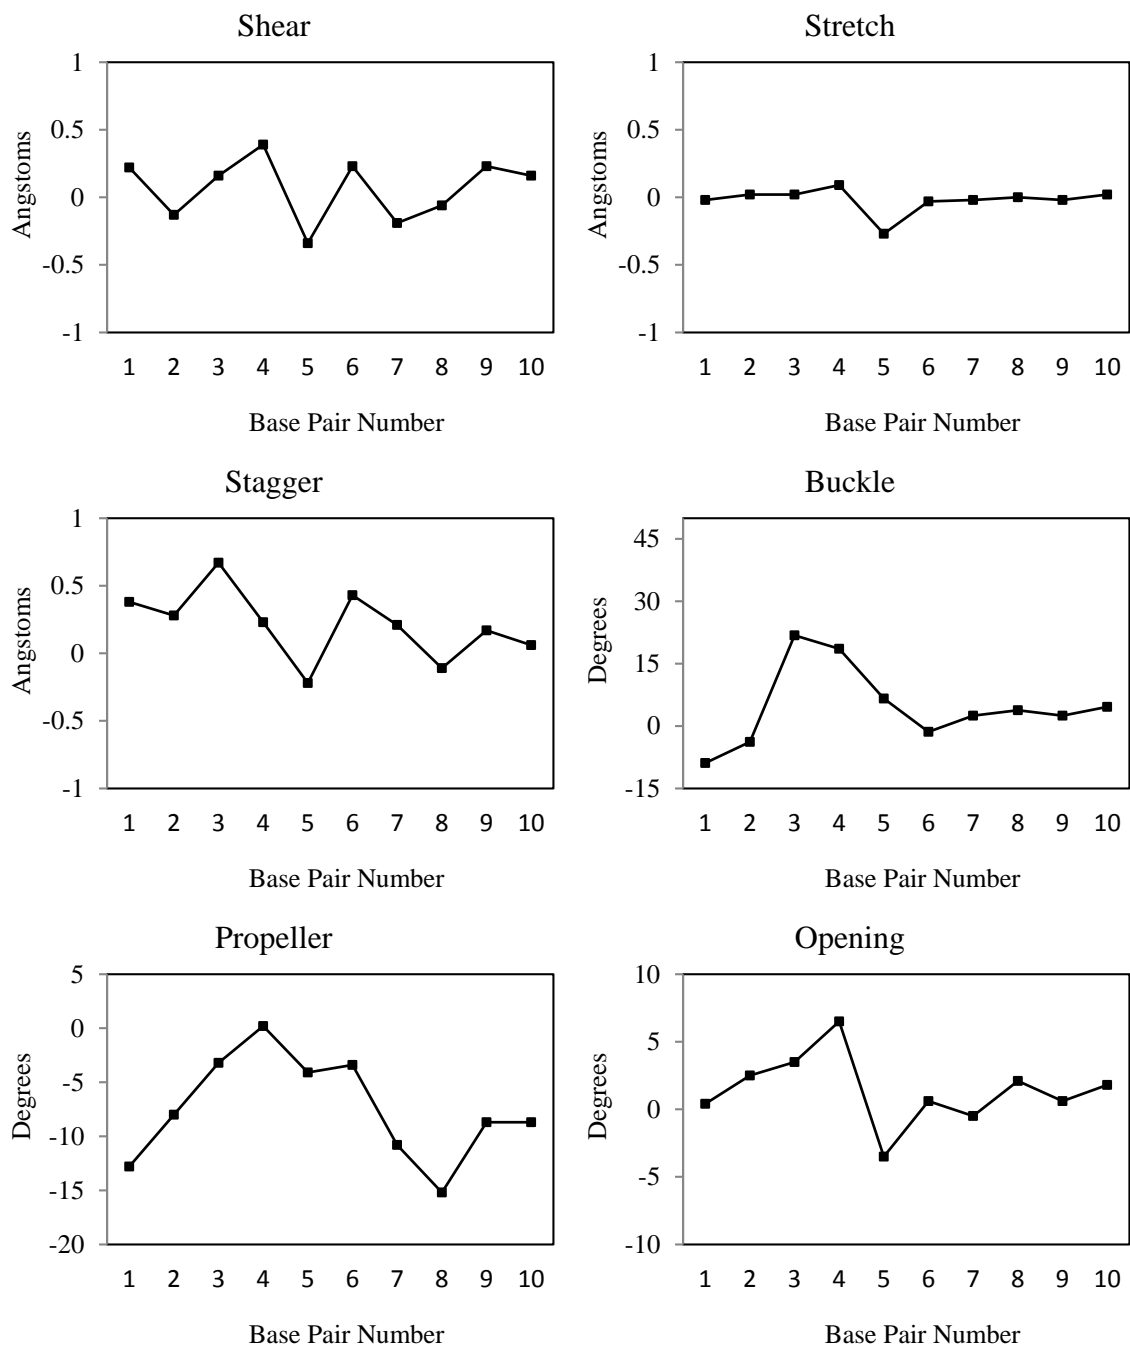 Shear
1
0.5
0
-0.5
-1
Angstoms
1 2 3 4 5 6 7 8 9 10
Base Pair Number
Stretch
1
0.5
0
-0.5
-1
Angstoms
1 2 3 4 5 6 7 8 9 10
Base Pair Number
Stagger
1
0.5
0
-0.5
-1
Angstoms
1 2 3 4 5 6 7 8 9 10
Base Pair Number
Buckle
45
30
15
0
-15
Degrees
1 2 3 4 5 6 7 8 9 10
Base Pair Number
Propeller
5
0
-5
-10
-15
-20
Degrees
1 2 3 4 5 6 7 8 9 10
Base Pair Number
Opening
10
5
0
-5
-10
Degrees
1 2 3 4 5 6 7 8 9 10
Base Pair Number